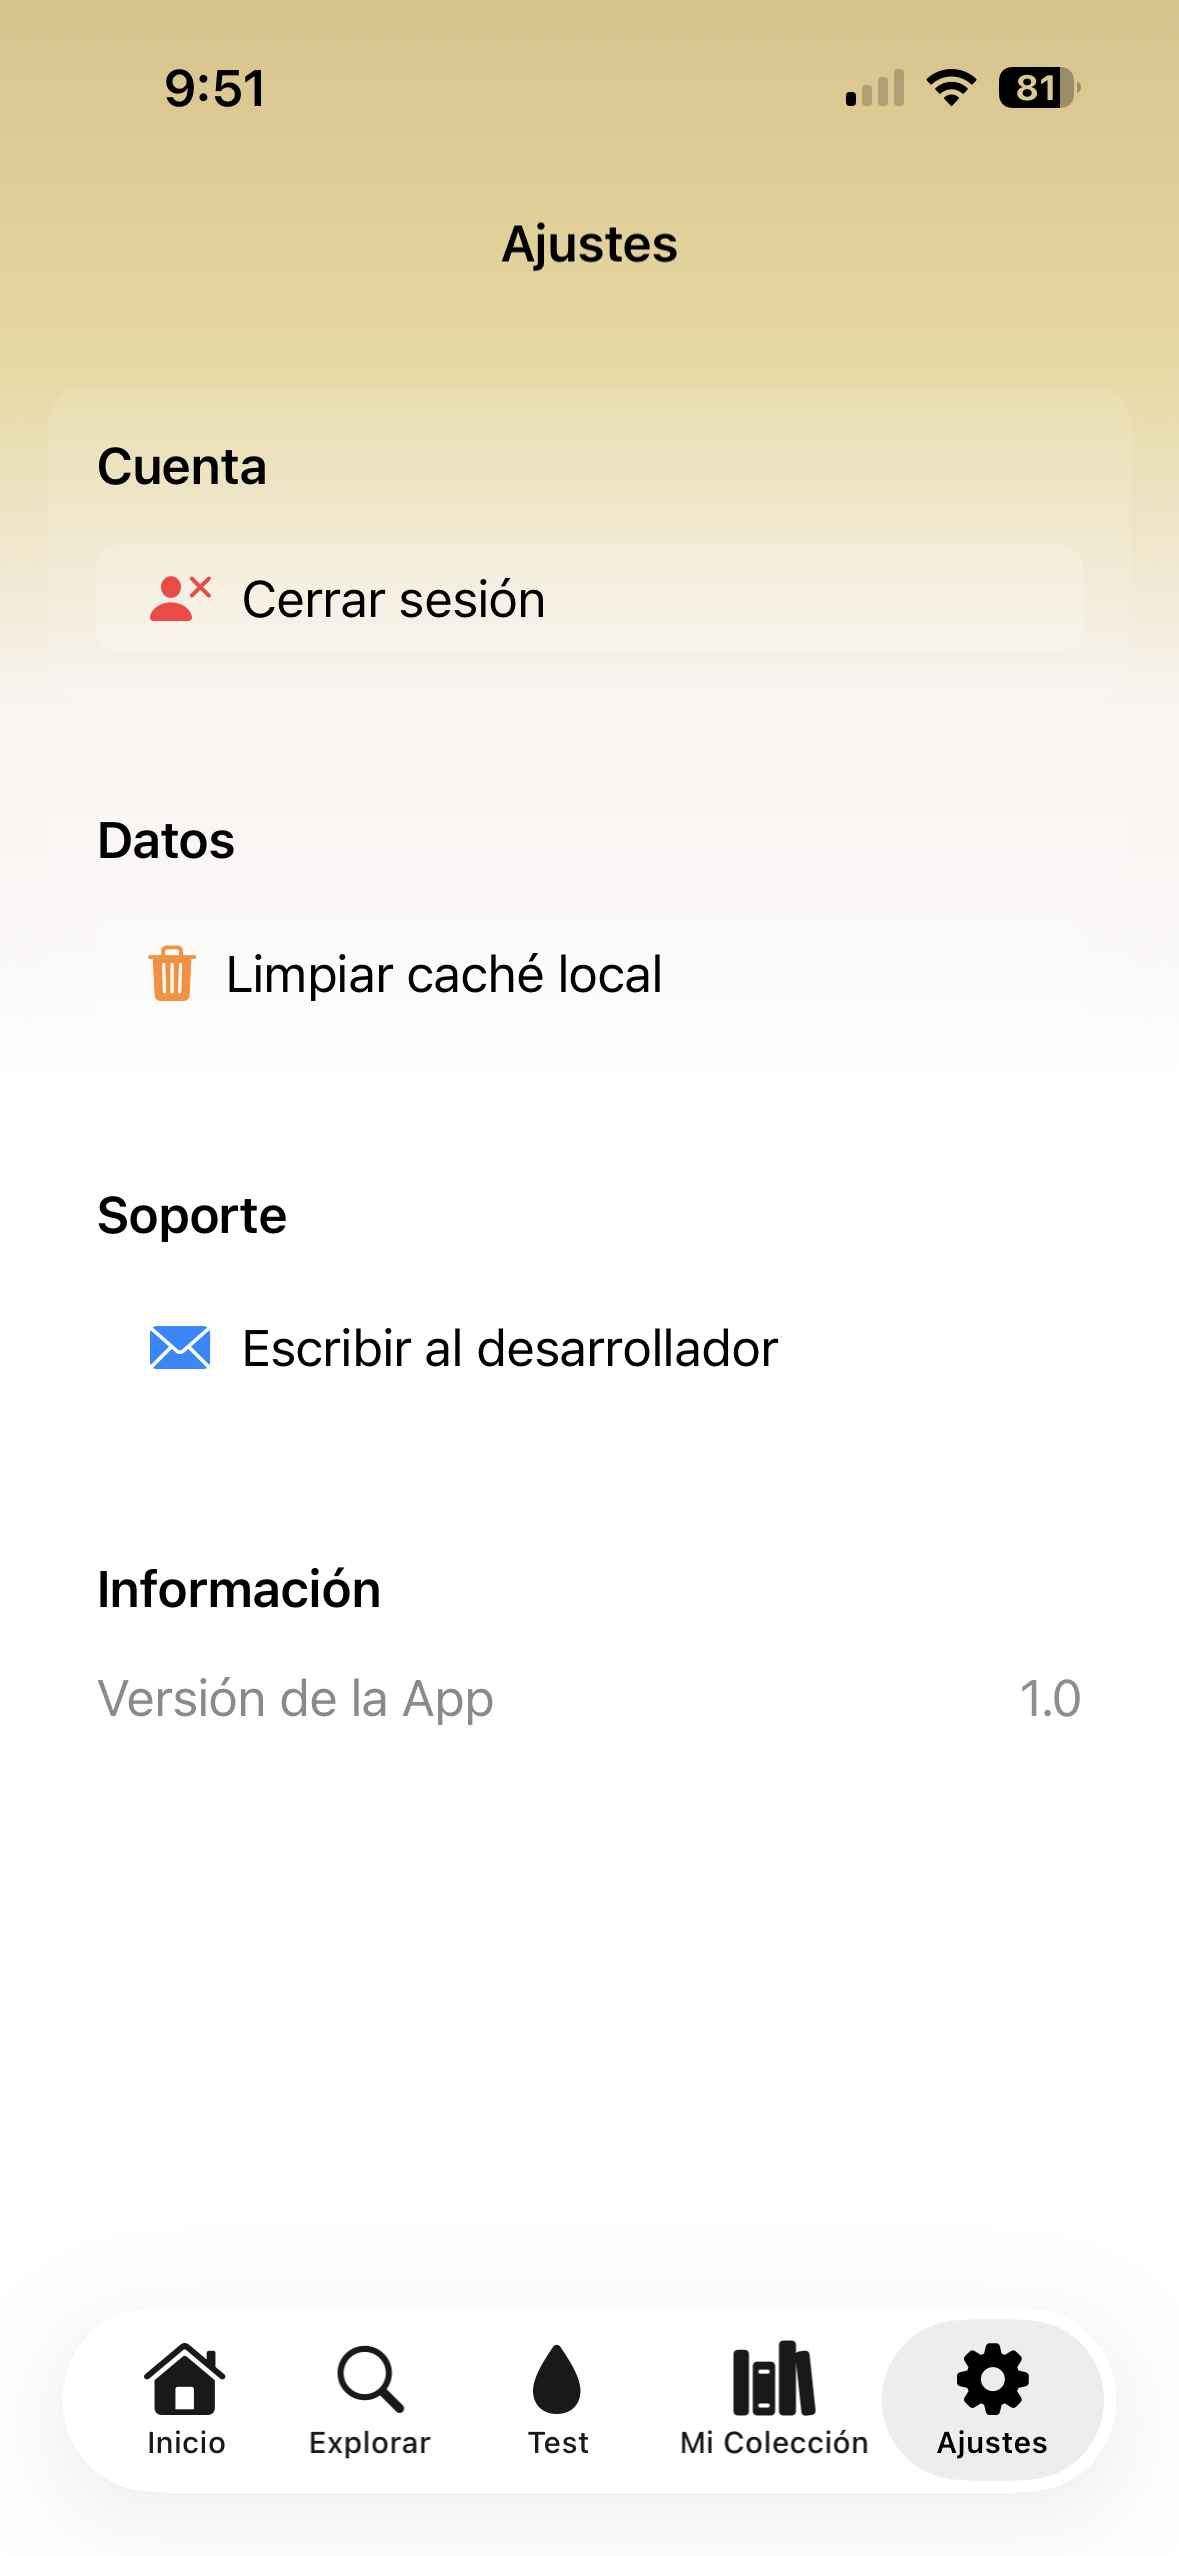 9:51
81
Ajustes
Cuenta
Cerrar sesión
Datos
Limpiar caché local
Soporte
Escribir al desarrollador
Información
Versión de la App 1.0
Inicio Explorar Test Mi Colección Ajustes